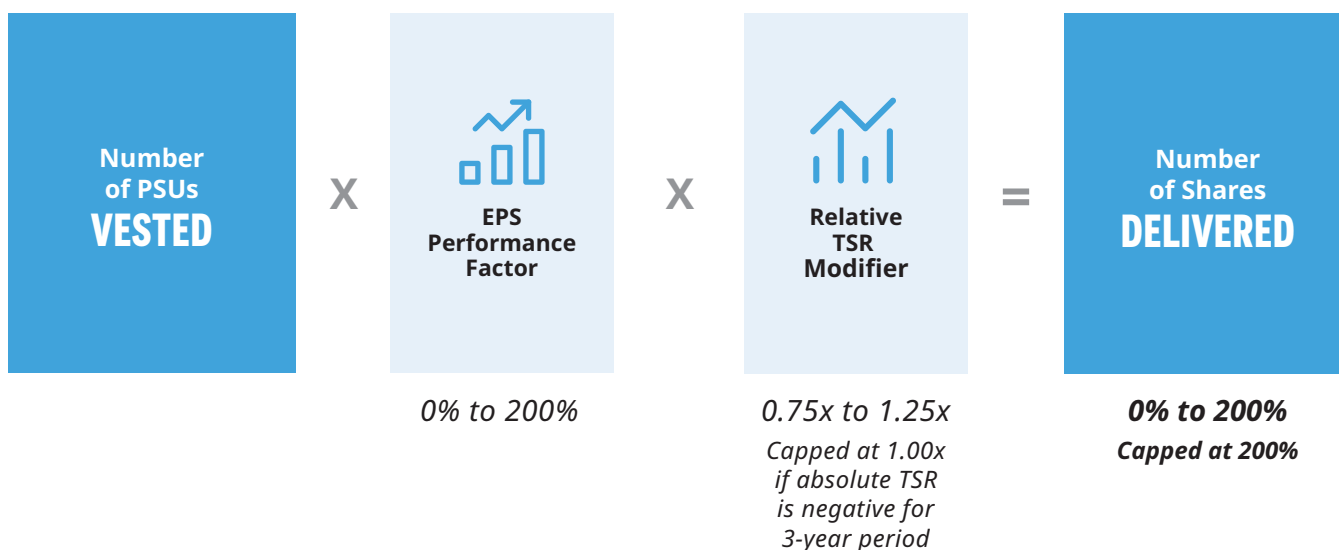 Number
of PSUs
VESTED
X
EPS
Performance
Factor
0% to 200%
X
Relative
TSR
Modifier
0.75x to 1.25x
Capped at 1.00x
if absolute TSR
is negative for
3-year period
=
Number
of Shares
DELIVERED
0% to 200%
Capped at 200%